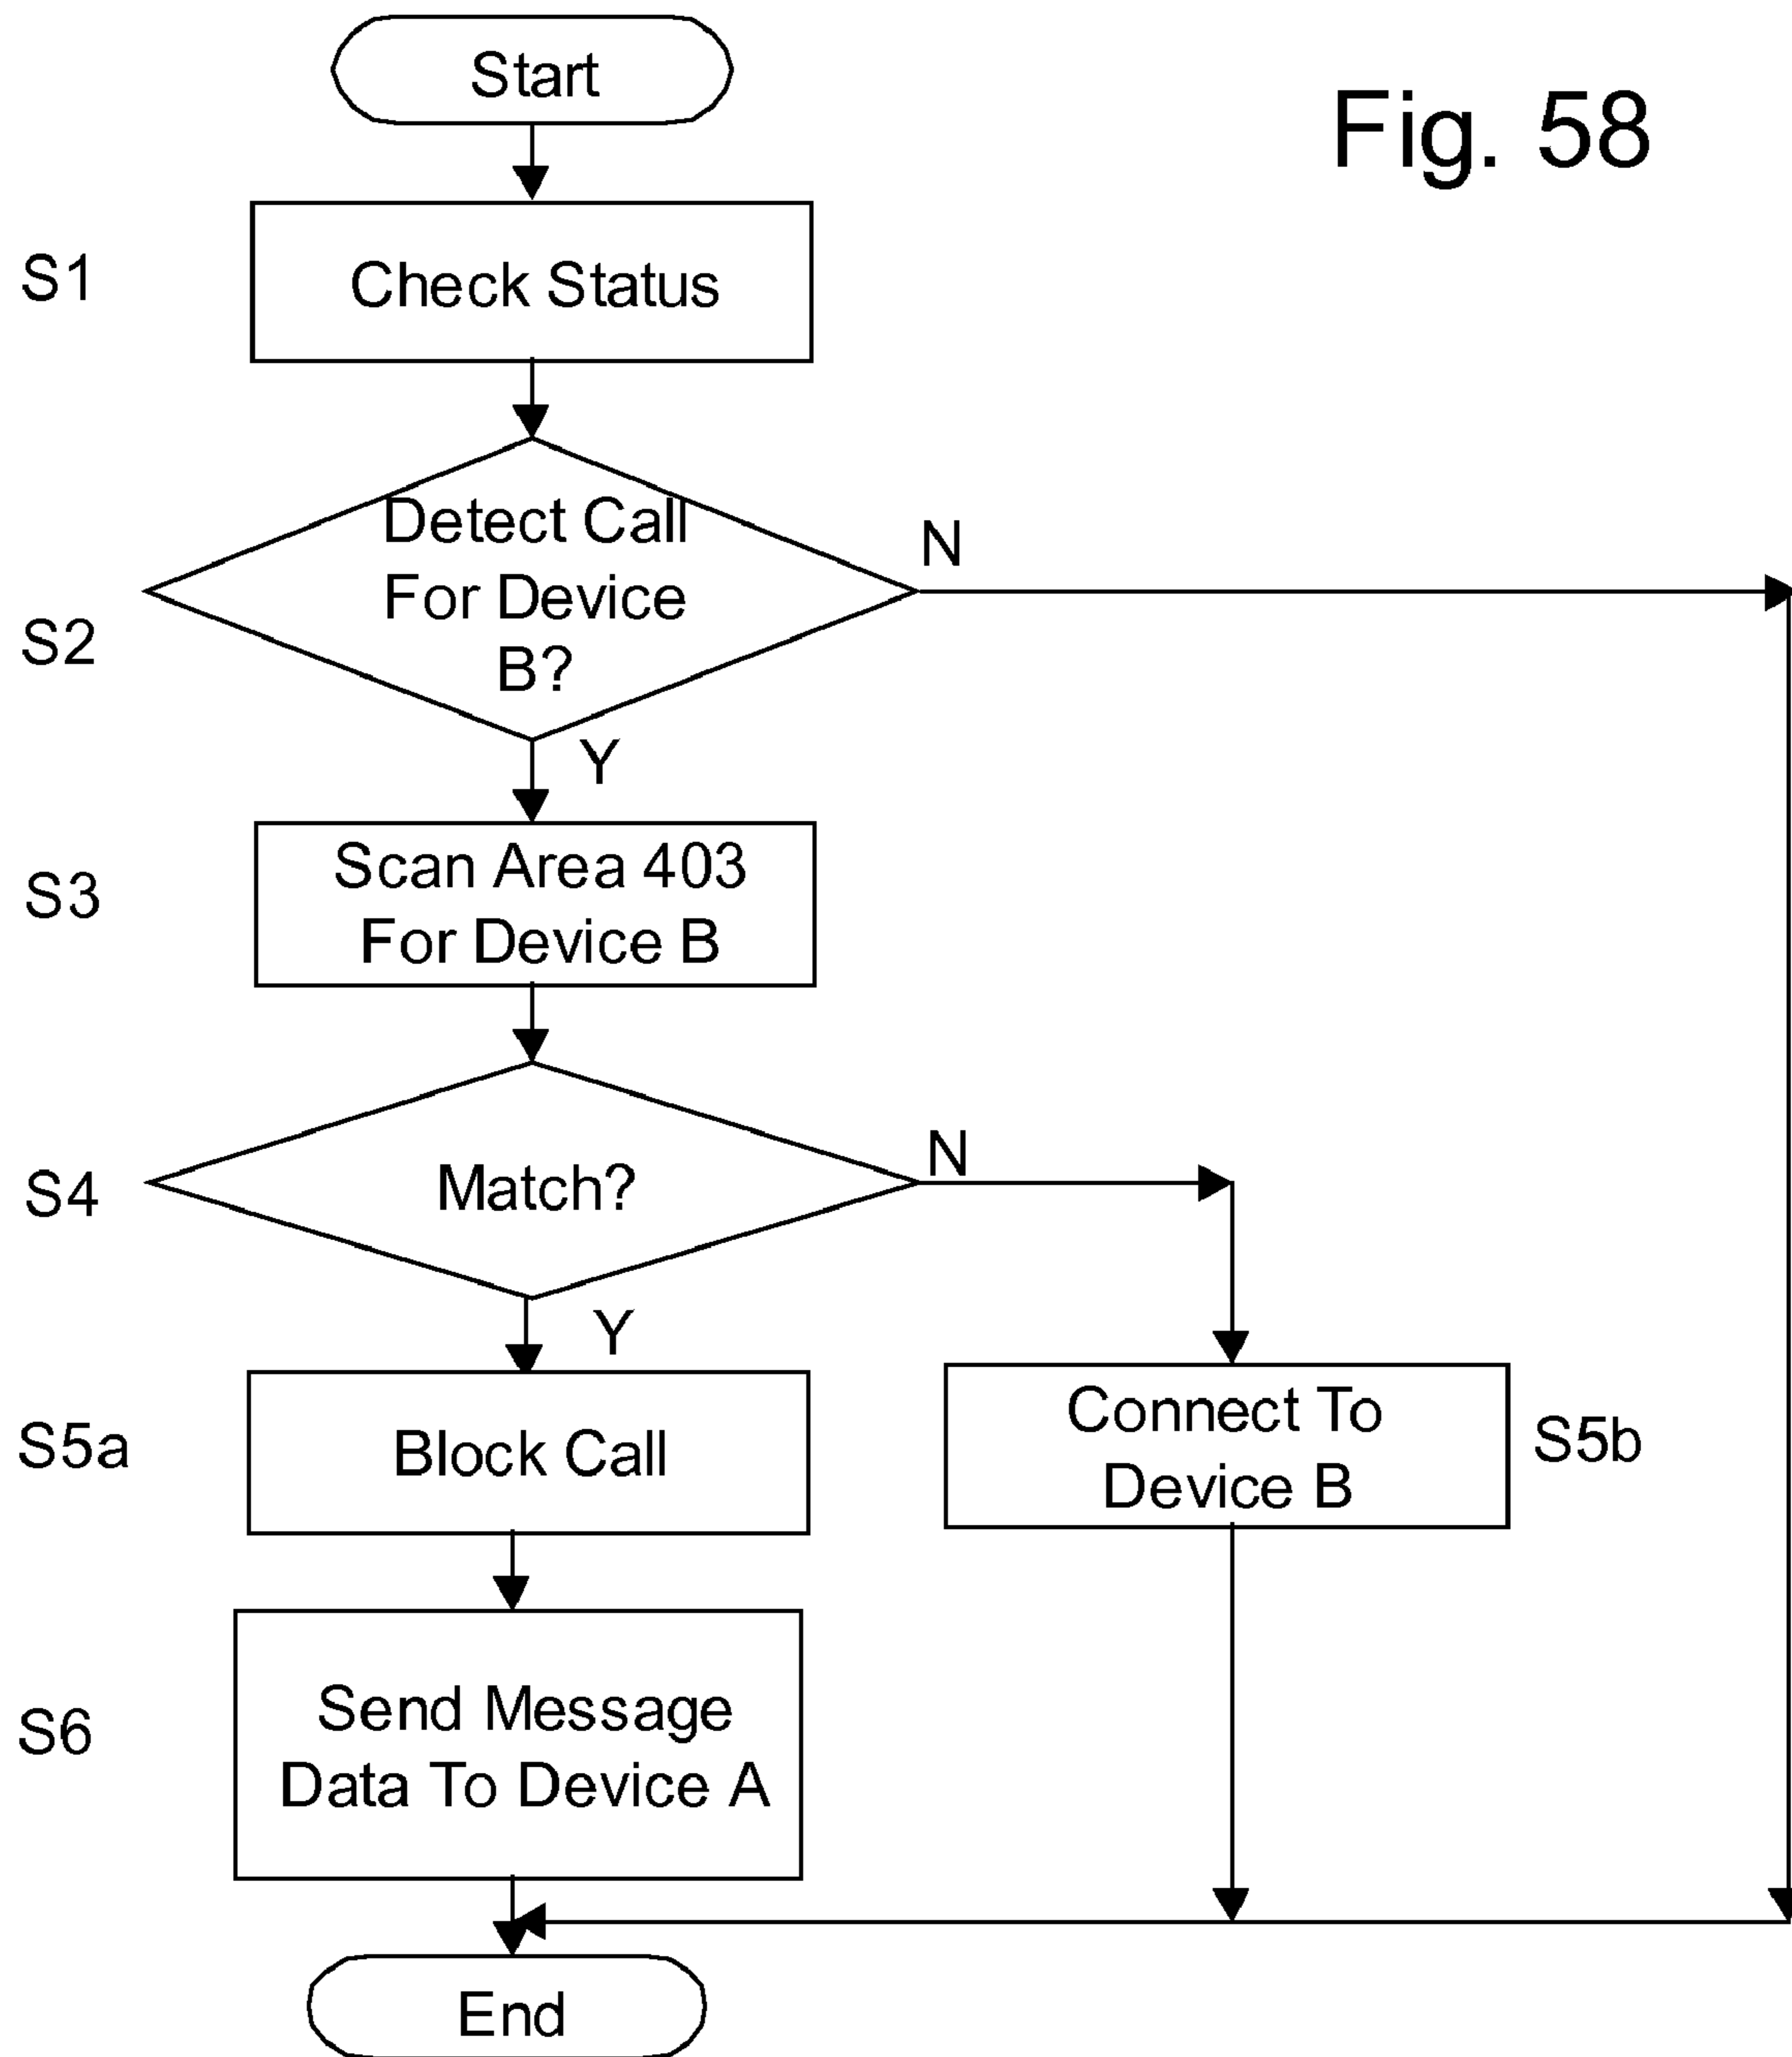 Start
Fig. 58
S1
Check Status
Detect Call
For Device
B?
N
S2
Y
Scan Area 403
For Device B
S3
N
Match?
S4
Y
Block Call
S5a
Connect To
Device B
S5b
Send Message
Data To Device A
S6
End